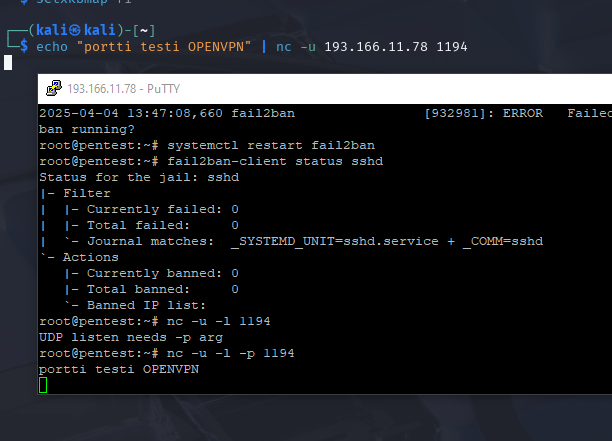 setxkbmap fi
┌──(kali㉿kali)-[~]
└─$ echo "portti testi OPENVPN" | nc -u 193.166.11.78 1194
193.166.11.78 - PuTTY
2025-04-04 13:47:08,660 fail2ban                [932981]: ERROR   Failed
ban running?
root@pentest:~# systemctl restart fail2ban
root@pentest:~# fail2ban-client status sshd
Status for the jail: sshd
|- Filter
|  |- Currently failed: 0
|  |- Total failed:     0
|  `- Journal matches:  _SYSTEMD_UNIT=sshd.service + _COMM=sshd
`- Actions
   |- Currently banned: 0
   |- Total banned:     0
   `- Banned IP list:
root@pentest:~# nc -u -l 1194
UDP listen needs -p arg
root@pentest:~# nc -u -l -p 1194
portti testi OPENVPN